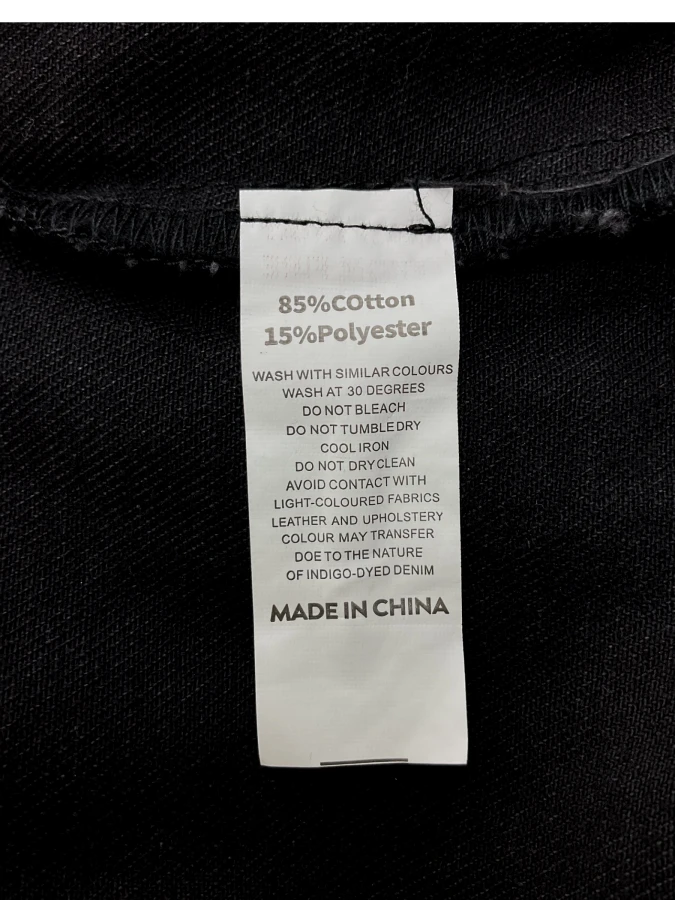 85%COtton
15%Polyester
WASH WITH SIMILAR COLOURS
WASH AT 30 DEGREES
DO NOT BLEACH
DO NOT TUMBLE DRY
COOL IRON
DO NOT DRY CLEAN
AVOID CONTACT WITH
LIGHT-COLOURED FABRICS
LEATHER AND UPHOLSTERY
COLOUR MAY TRANSFER
DOE TO THE NATURE
OF INDIGO-DYED DENIM
MADE IN CHINA